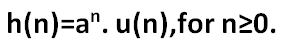 h(n)=aⁿ. u(n),for n≥0.